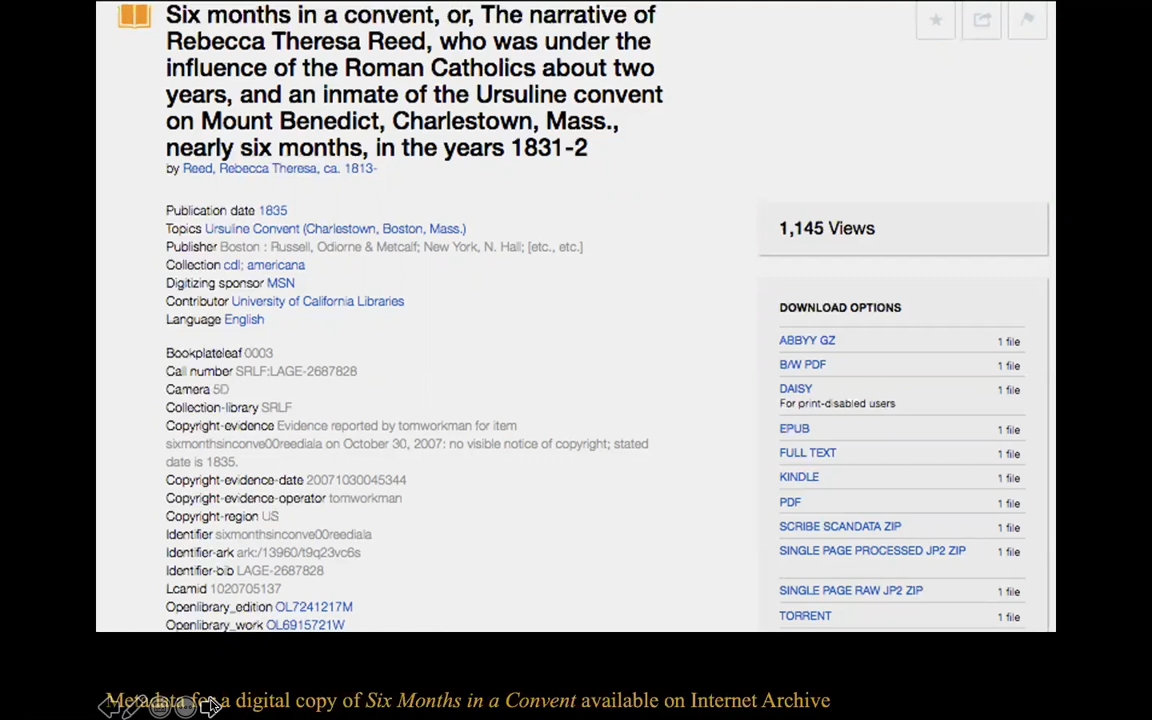 Six months in a convent, or, The narrative of
Rebecca Theresa Reed, who was under the
influence of the Roman Catholics about two
years, and an inmate of the Ursuline convent
on Mount Benedict, Charlestown, Mass.,
nearly six months, in the years 1831-2
by Reed, Rebecca Theresa, ca. 1813-
Publication date 1835
Topics Ursuline Convent (Charlestown, Boston, Mass.)
Publisher Boston : Russell, Odiorne & Metcalf; New York, N. Hall; [etc., etc.]
Collection cdl; americana
Digitizing sponsor MSN
Contributor University of California Libraries
Language English
Bookplateleaf 0003
Call number SRLF:LAGE-2687828
Camera 5D
Collection-library SRLF
Copyright-evidence Evidence reported by tomworkman for item
sixmonthsinconve00reediala on October 30, 2007: no visible notice of copyright; stated
date is 1835.
Copyright-evidence-date 20071030045344
Copyright-evidence-operator tomworkman
Copyright-region US
Identifier sixmonthsinconve00reediala
Identifier-ark ark:/13960/t9q23vc6s
Identifier-bib LAGE-2687828
Lcamid 1020705137
Openlibrary_edition OL7241217M
Openlibrary_work OL6915721W
1,145 Views
DOWNLOAD OPTIONS
ABBYY GZ 1 file
B/W PDF 1 file
DAISY 1 file
For print-disabled users
EPUB 1 file
FULL TEXT 1 file
KINDLE 1 file
PDF 1 file
SCRIBE SCANDATA ZIP 1 file
SINGLE PAGE PROCESSED JP2 ZIP 1 file
SINGLE PAGE RAW JP2 ZIP 1 file
TORRENT 1 file
Metadata for a digital copy of Six Months in a Convent available on Internet Archive